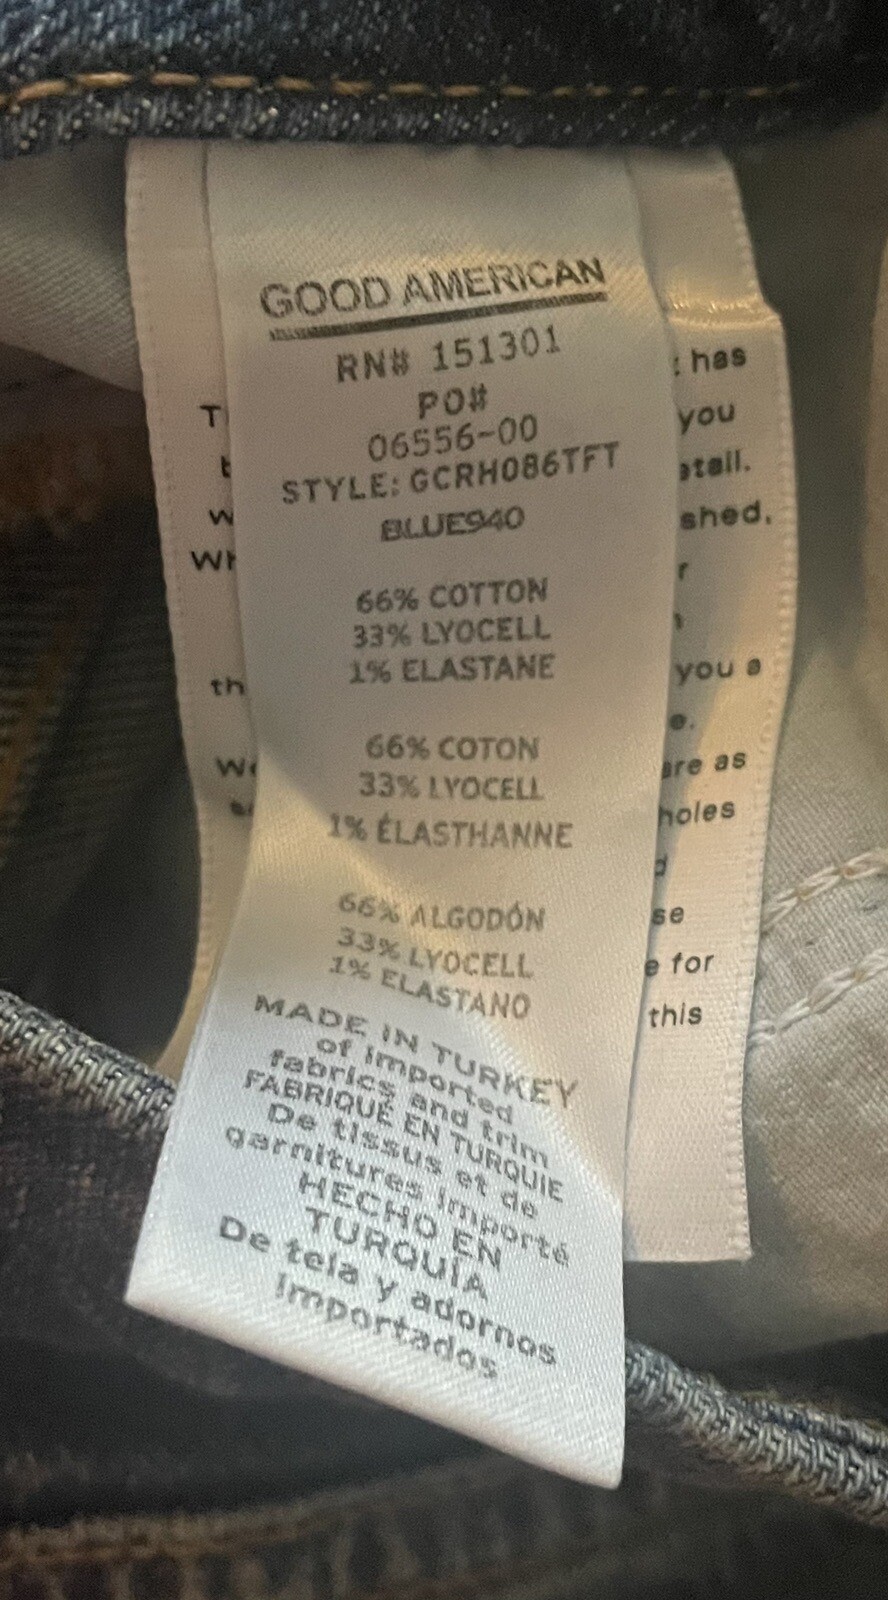 GOOD AMERICAN
RN# 151301
PO#
06556-00
STYLE: GCRH086TFT
BLUE940
66% COTTON
33% LYOCELL
1% ELASTANE
66% COTON
33% LYOCELL
1% ÉLASTHANNE
66% ALGODÓN
33% LYOCELL
1% ELASTANO
MADE IN TURKEY
of imported
fabrics and trim
FABRIQUÉ EN TURQUIE
De tissus et de
garnitures importé
HECHO EN
TURQUÍA
De tela y adornos
importados
has
you
shed.
you a
are as
holes
for
this